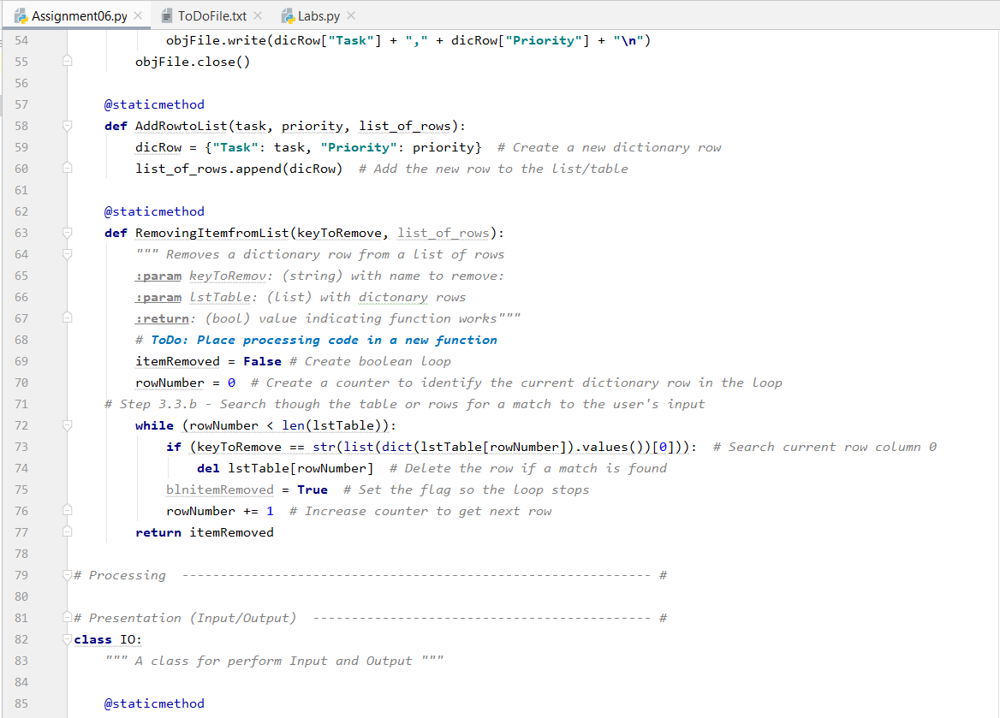 Assignment06.py ToDoFile.txt Labs.py
54 objFile.write(dicRow["Task"] + "," + dicRow["Priority"] + "\n")
55 objFile.close()
56
57 @staticmethod
58 def AddRowtoList(task, priority, list_of_rows):
59 dicRow = {"Task": task, "Priority": priority} # Create a new dictionary row
60 list_of_rows.append(dicRow) # Add the new row to the list/table
61
62 @staticmethod
63 def RemovingItemfromList(keyToRemove, list_of_rows):
64 """ Removes a dictionary row from a list of rows
65 :param keyToRemov: (string) with name to remove:
66 :param lstTable: (list) with dictonary rows
67 :return: (bool) value indicating function works"""
68 # ToDo: Place processing code in a new function
69 itemRemoved = False # Create boolean loop
70 rowNumber = 0 # Create a counter to identify the current dictionary row in the loop
71 # Step 3.3.b - Search though the table or rows for a match to the user's input
72 while (rowNumber < len(lstTable)):
73 if (keyToRemove == str(list(dict(lstTable[rowNumber]).values())[0])): # Search current row column 0
74 del lstTable[rowNumber] # Delete the row if a match is found
75 blnitemRemoved = True # Set the flag so the loop stops
76 rowNumber += 1 # Increase counter to get next row
77 return itemRemoved
78
79 # Processing ------------------------------------------------------------- #
80
81 # Presentation (Input/Output) -------------------------------------------- #
82 class IO:
83 """ A class for perform Input and Output """
84
85 @staticmethod